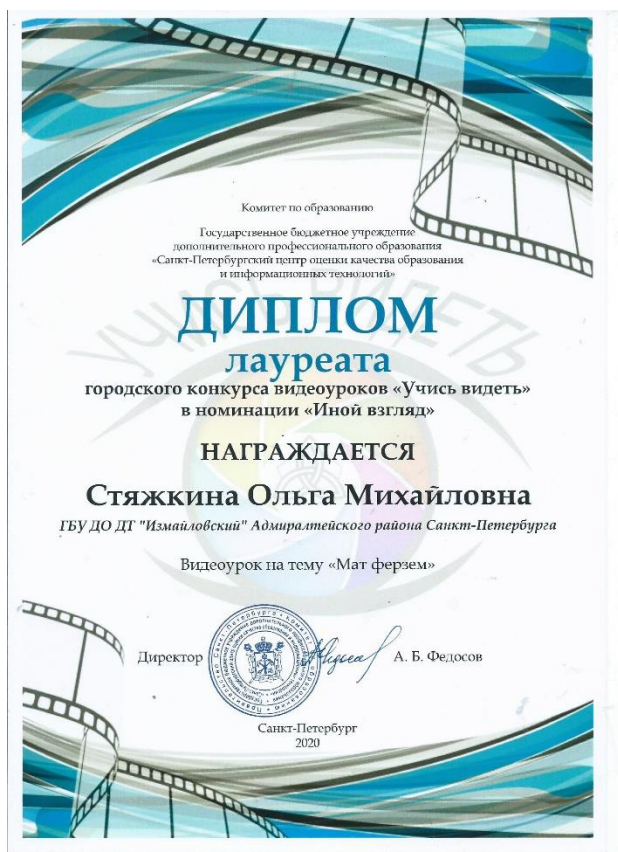 Комитет по образованию
Государственное бюджетное учреждение
дополнительного профессионального образования
«Санкт-Петербургский центр оценки качества образования
и информационных технологий»
УЧИСЬ ВИДЕТЬ
ДИПЛОМ
лауреата
городского конкурса видеоуроков «Учись видеть»
в номинации «Иной взгляд»
НАГРАЖДАЕТСЯ
Стяжкина Ольга Михайловна
ГБУ ДО ДТ "Измайловский" Адмиралтейского района Санкт-Петербурга
Видеоурок на тему «Мат ферзем»
Директор
А. Б. Федосов
Санкт-Петербург
2020